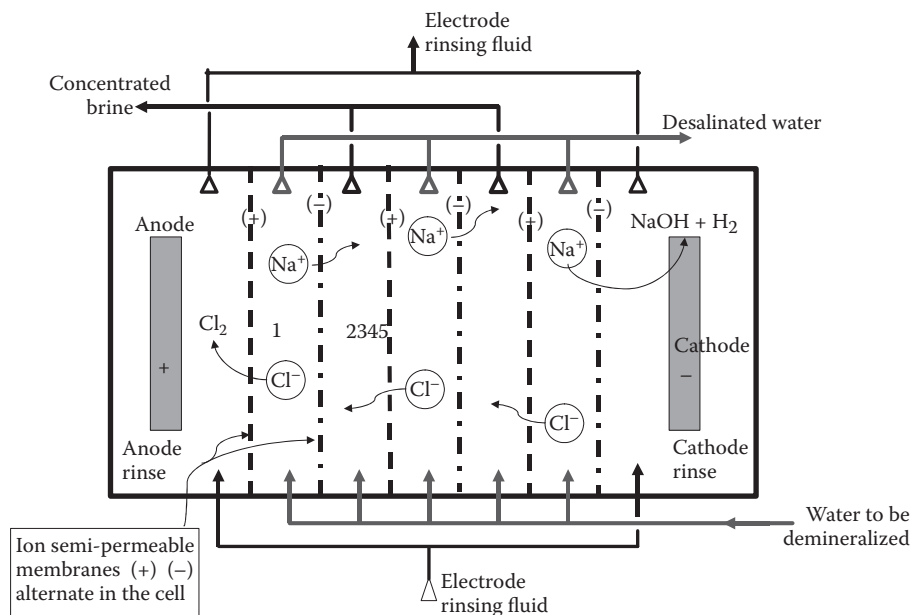 Electrode
rinsing fluid
Concentrated
brine
Desalinated water
(+)
(–)
(+)
(–)
(+)
(–)
Anode
Na⁺
Na⁺
Na⁺
NaOH + H₂
Cl₂
1
2345
Cathode
+
–
Cl⁻
Cl⁻
Cl⁻
Anode
rinse
Cathode
rinse
Ion semi-permeable
membranes (+) (–)
alternate in the cell
Water to be
demineralized
Electrode
rinsing fluid